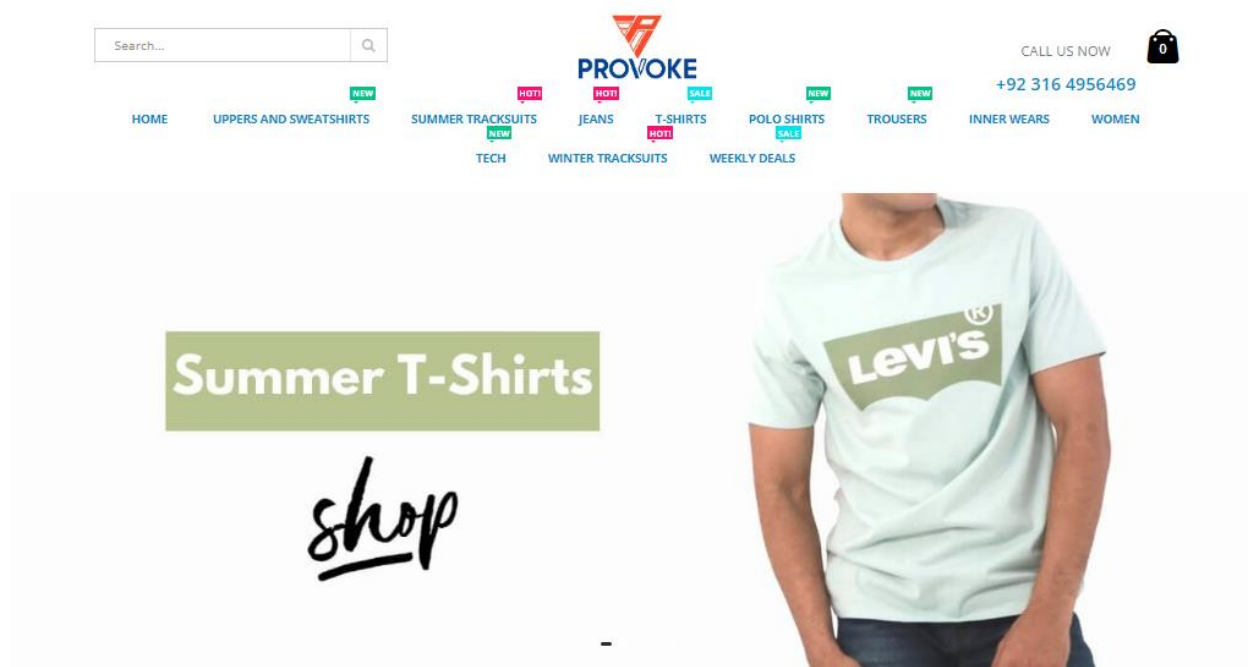 Search...
PROVOKE
CALL US NOW
0
+92 316 4956469
NEW
HOT!
HOT!
SALE
NEW
NEW
HOME UPPERS AND SWEATSHIRTS SUMMER TRACKSUITS JEANS T-SHIRTS POLO SHIRTS TROUSERS INNER WEARS WOMEN
NEW
HOT!
SALE
TECH WINTER TRACKSUITS WEEKLY DEALS
Summer T-Shirts
shop
LEVI'S ®